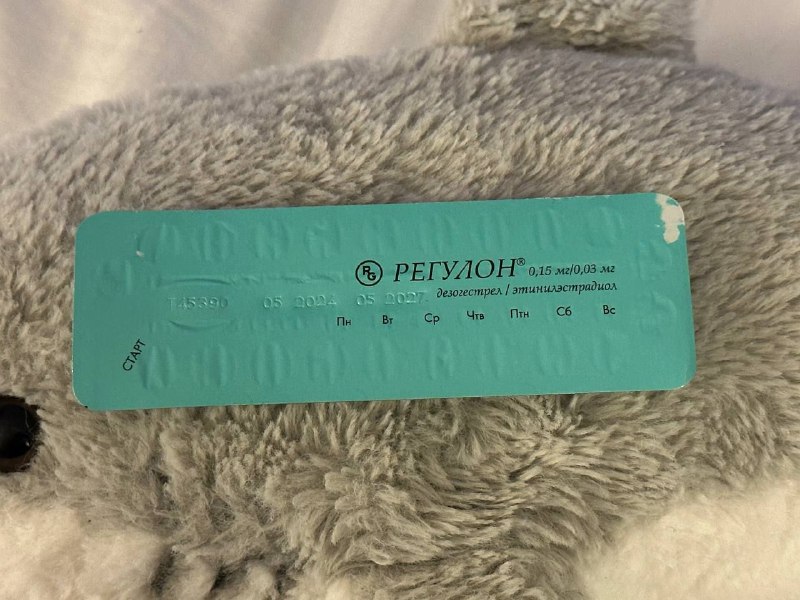 RG РЕГУЛОН® 0,15 мг/0,03 мг
дезогестрел / этинилэстрадиол
T45390 05 2024 05 2027
Пн Вт Ср Чтв Птн Сб Вс
СТАРТ